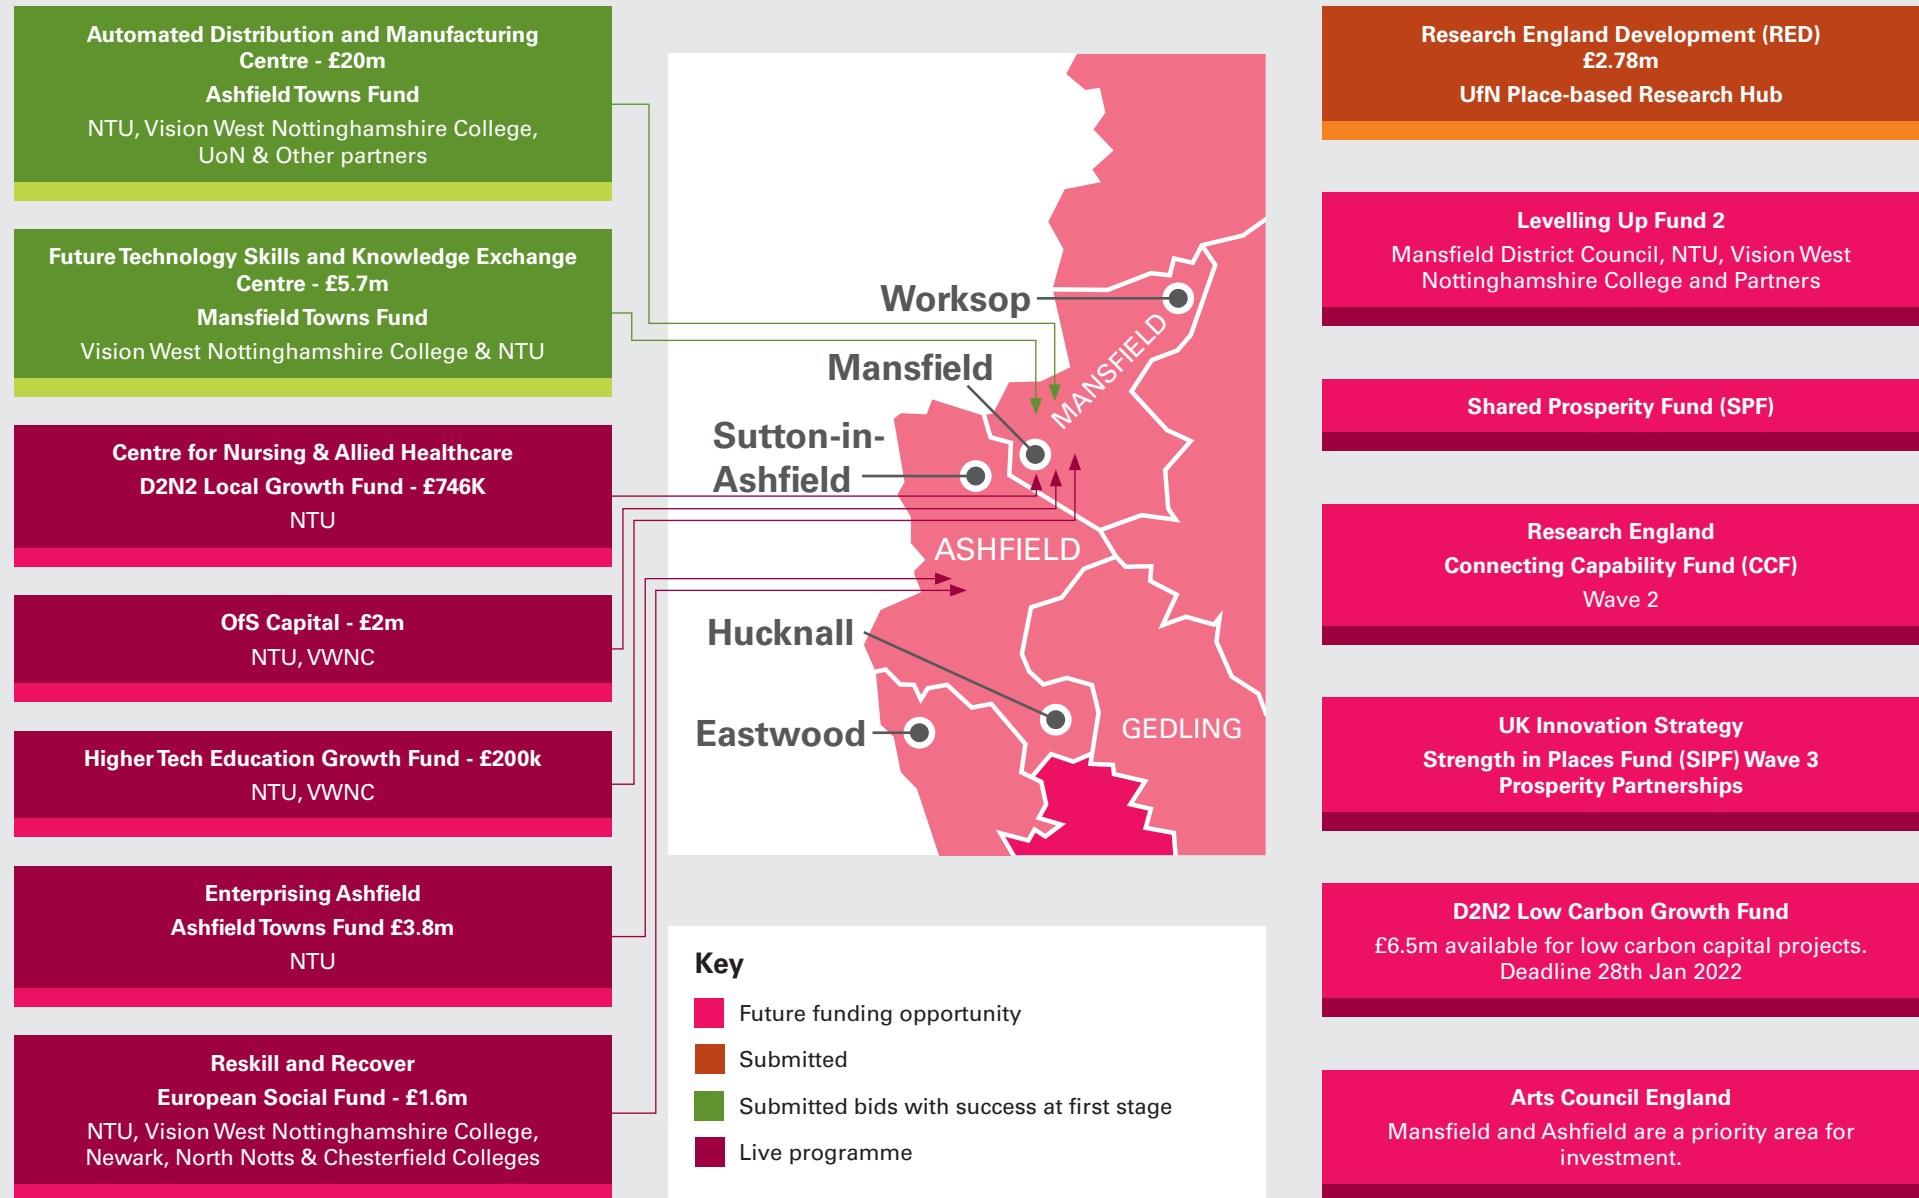 Automated Distribution and Manufacturing
Centre - £20m
Ashfield Towns Fund
NTU, Vision West Nottinghamshire College,
UoN & Other partners
Future Technology Skills and Knowledge Exchange
Centre - £5.7m
Mansfield Towns Fund
Vision West Nottinghamshire College & NTU
Centre for Nursing & Allied Healthcare
D2N2 Local Growth Fund - £746K
NTU
OfS Capital - £2m
NTU, VWNC
Higher Tech Education Growth Fund - £200k
NTU, VWNC
Enterprising Ashfield
Ashfield Towns Fund £3.8m
NTU
Reskill and Recover
European Social Fund - £1.6m
NTU, Vision West Nottinghamshire College,
Newark, North Notts & Chesterfield Colleges
Worksop
MANSFIELD
Mansfield
Sutton-in-
Ashfield
ASHFIELD
Hucknall
Eastwood
GEDLING
Key
Future funding opportunity
Submitted
Submitted bids with success at first stage
Live programme
Research England Development (RED)
£2.78m
UfN Place-based Research Hub
Levelling Up Fund 2
Mansfield District Council, NTU, Vision West
Nottinghamshire College and Partners
Shared Prosperity Fund (SPF)
Research England
Connecting Capability Fund (CCF)
Wave 2
UK Innovation Strategy
Strength in Places Fund (SIPF) Wave 3
Prosperity Partnerships
D2N2 Low Carbon Growth Fund
£6.5m available for low carbon capital projects.
Deadline 28th Jan 2022
Arts Council England
Mansfield and Ashfield are a priority area for
investment.